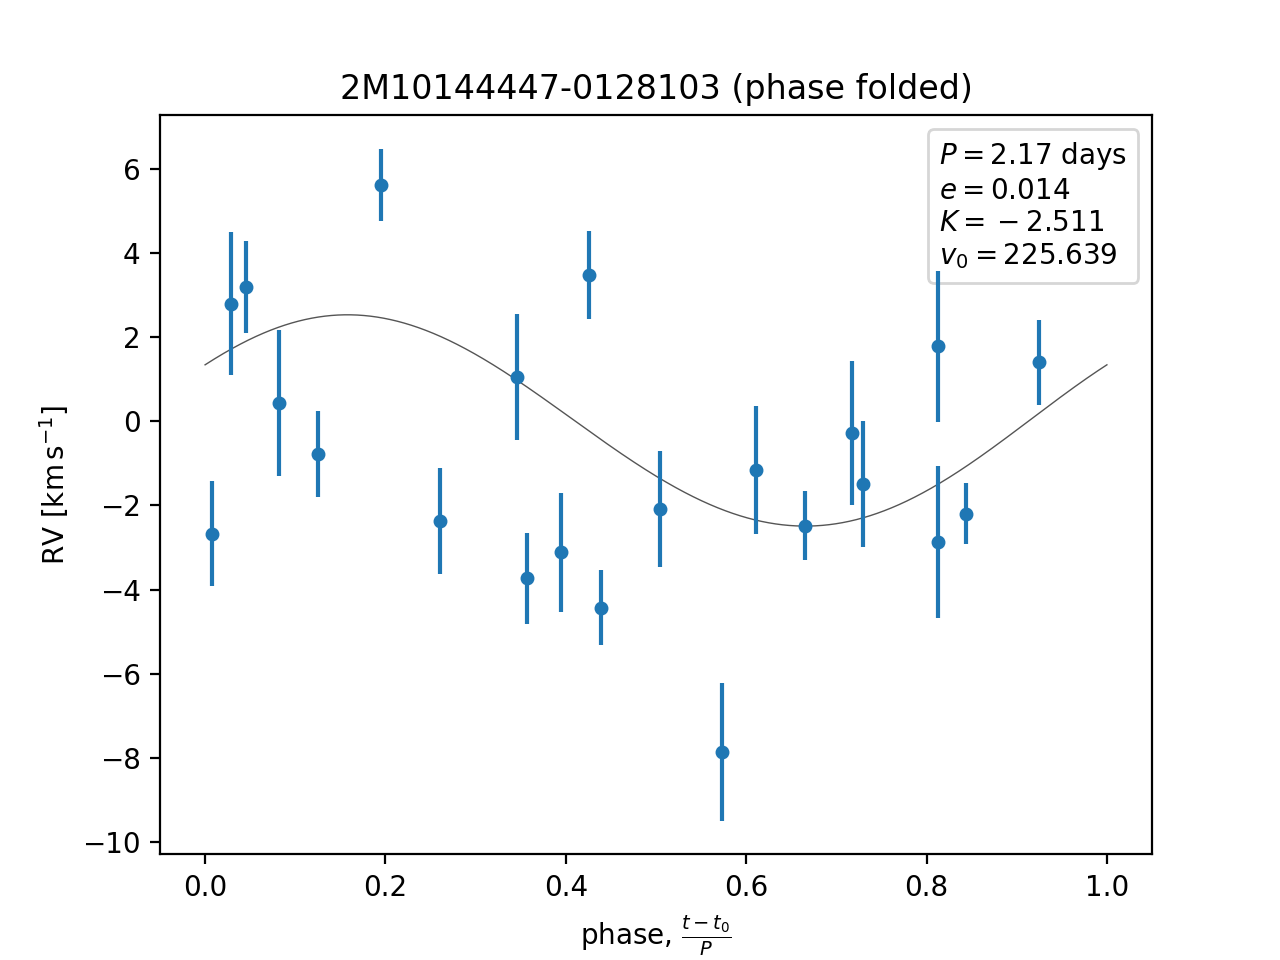 2M10144447-0128103 (phase folded)
P = 2.17 days
e = 0.014
K = −2.511
v₀ = 225.639
RV [km s⁻¹]
6
4
2
0
−2
−4
−6
−8
−10
0.0 0.2 0.4 0.6 0.8 1.0
phase, (t − t₀)/P